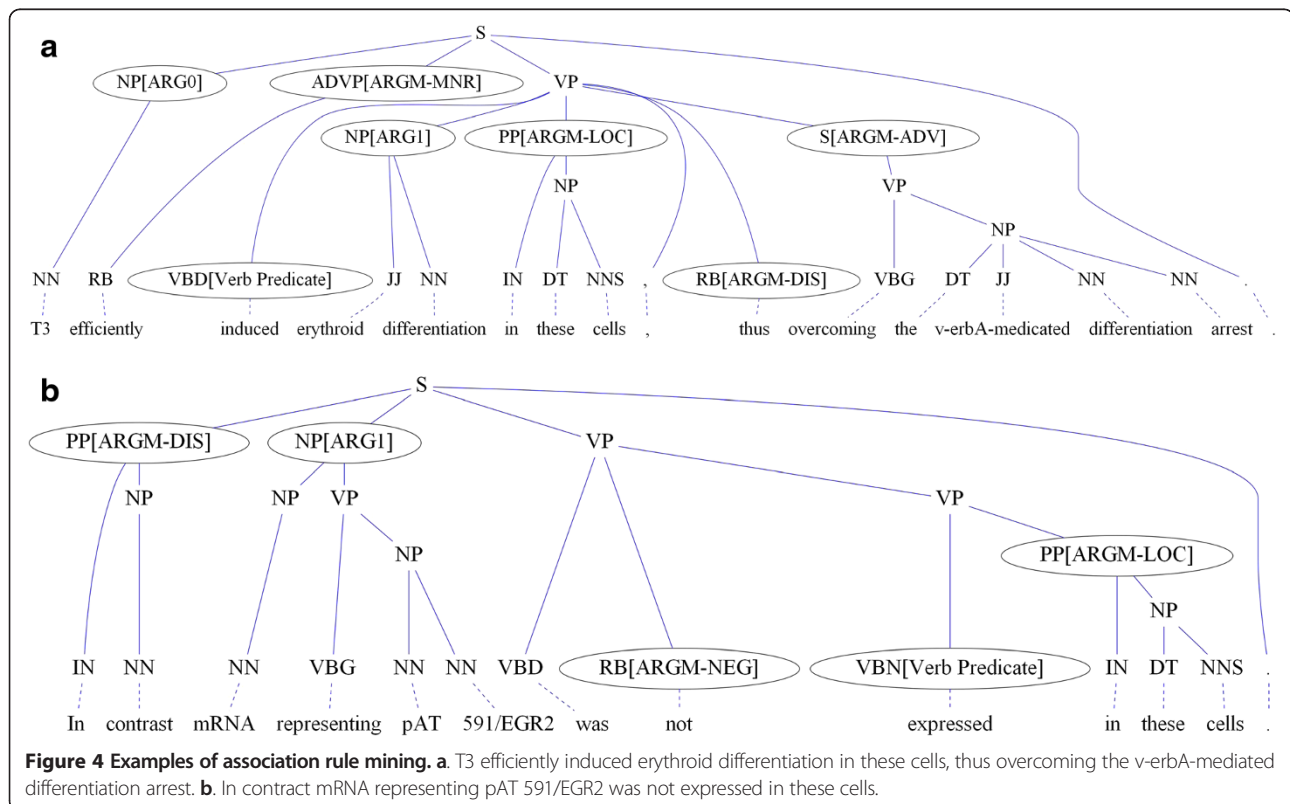 a
S
NP[ARG0] ADVP[ARGM-MNR] VP
NP[ARG1] PP[ARGM-LOC] S[ARGM-ADV]
NP VP
NP
NN RB VBD[Verb Predicate] JJ NN IN DT NNS , RB[ARGM-DIS] VBG DT JJ NN NN .
T3 efficiently induced erythroid differentiation in these cells , thus overcoming the v-erbA-medicated differentiation arrest .
b
S
PP[ARGM-DIS] NP[ARG1] VP
NP NP VP VP
NP PP[ARGM-LOC]
NP
IN NN NN VBG NN NN VBD RB[ARGM-NEG] VBN[Verb Predicate] IN DT NNS .
In contrast mRNA representing pAT 591/EGR2 was not expressed in these cells .
Figure 4 Examples of association rule mining. a. T3 efficiently induced erythroid differentiation in these cells, thus overcoming the v-erbA-mediated
differentiation arrest. b. In contract mRNA representing pAT 591/EGR2 was not expressed in these cells.